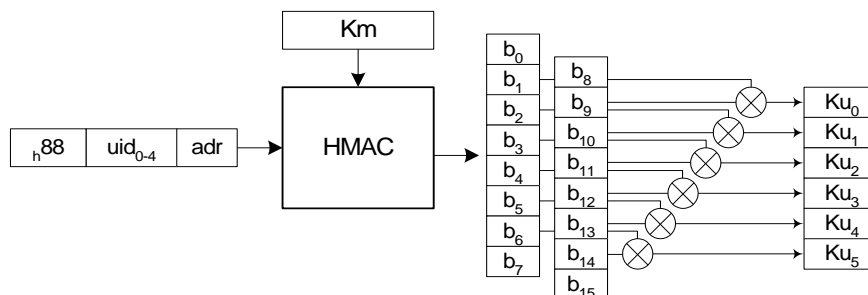 Km
ₕ88 uid₀₋₄ adr
HMAC
b₀
b₁
b₂
b₃
b₄
b₅
b₆
b₇
b₈
b₉
b₁₀
b₁₁
b₁₂
b₁₃
b₁₄
b₁₅
Ku₀
Ku₁
Ku₂
Ku₃
Ku₄
Ku₅